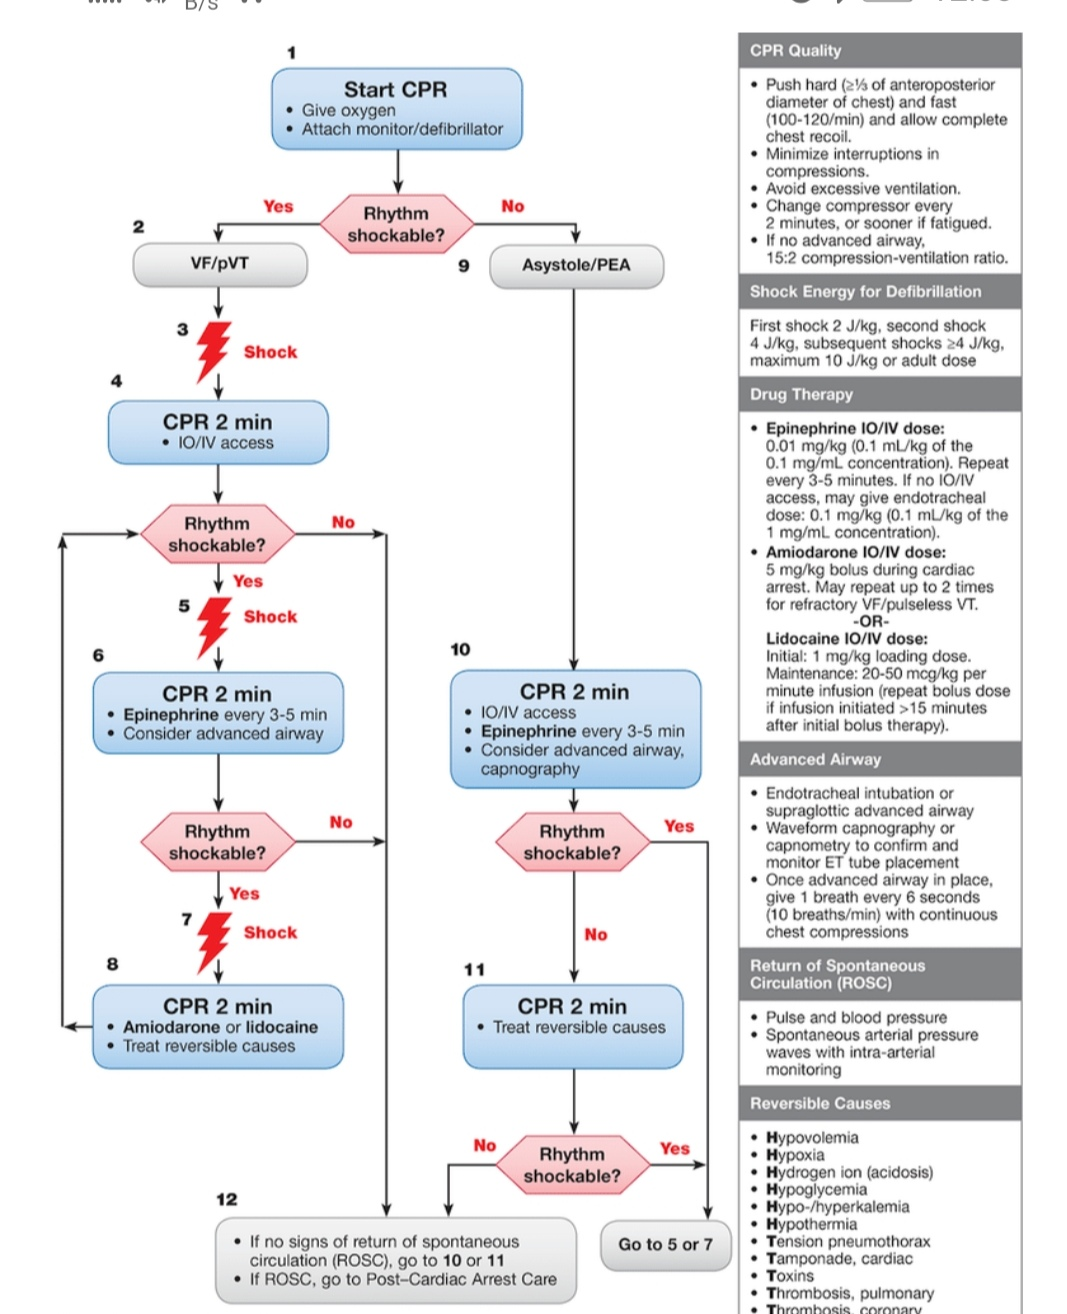 B/s
1
Start CPR
• Give oxygen
• Attach monitor/defibrillator
Yes
Rhythm
shockable?
No
2
VF/pVT
9
Asystole/PEA
3
Shock
4
CPR 2 min
• IO/IV access
Rhythm
shockable?
No
Yes
5
Shock
6
CPR 2 min
• Epinephrine every 3-5 min
• Consider advanced airway
Rhythm
shockable?
No
Yes
7
Shock
8
CPR 2 min
• Amiodarone or lidocaine
• Treat reversible causes
10
CPR 2 min
• IO/IV access
• Epinephrine every 3-5 min
• Consider advanced airway,
capnography
Rhythm
shockable?
Yes
No
11
CPR 2 min
• Treat reversible causes
No
Rhythm
shockable?
Yes
12
• If no signs of return of spontaneous
circulation (ROSC), go to 10 or 11
• If ROSC, go to Post–Cardiac Arrest Care
Go to 5 or 7
CPR Quality
• Push hard (≥⅓ of anteroposterior
diameter of chest) and fast
(100-120/min) and allow complete
chest recoil.
• Minimize interruptions in
compressions.
• Avoid excessive ventilation.
• Change compressor every
2 minutes, or sooner if fatigued.
• If no advanced airway,
15:2 compression-ventilation ratio.
Shock Energy for Defibrillation
First shock 2 J/kg, second shock
4 J/kg, subsequent shocks ≥4 J/kg,
maximum 10 J/kg or adult dose
Drug Therapy
• Epinephrine IO/IV dose:
0.01 mg/kg (0.1 mL/kg of the
0.1 mg/mL concentration). Repeat
every 3-5 minutes. If no IO/IV
access, may give endotracheal
dose: 0.1 mg/kg (0.1 mL/kg of the
1 mg/mL concentration).
• Amiodarone IO/IV dose:
5 mg/kg bolus during cardiac
arrest. May repeat up to 2 times
for refractory VF/pulseless VT.
-OR-
Lidocaine IO/IV dose:
Initial: 1 mg/kg loading dose.
Maintenance: 20-50 mcg/kg per
minute infusion (repeat bolus dose
if infusion initiated >15 minutes
after initial bolus therapy).
Advanced Airway
• Endotracheal intubation or
supraglottic advanced airway
• Waveform capnography or
capnometry to confirm and
monitor ET tube placement
• Once advanced airway in place,
give 1 breath every 6 seconds
(10 breaths/min) with continuous
chest compressions
Return of Spontaneous
Circulation (ROSC)
• Pulse and blood pressure
• Spontaneous arterial pressure
waves with intra-arterial
monitoring
Reversible Causes
• Hypovolemia
• Hypoxia
• Hydrogen ion (acidosis)
• Hypoglycemia
• Hypo-/hyperkalemia
• Hypothermia
• Tension pneumothorax
• Tamponade, cardiac
• Toxins
• Thrombosis, pulmonary
• Thrombosis, coronary